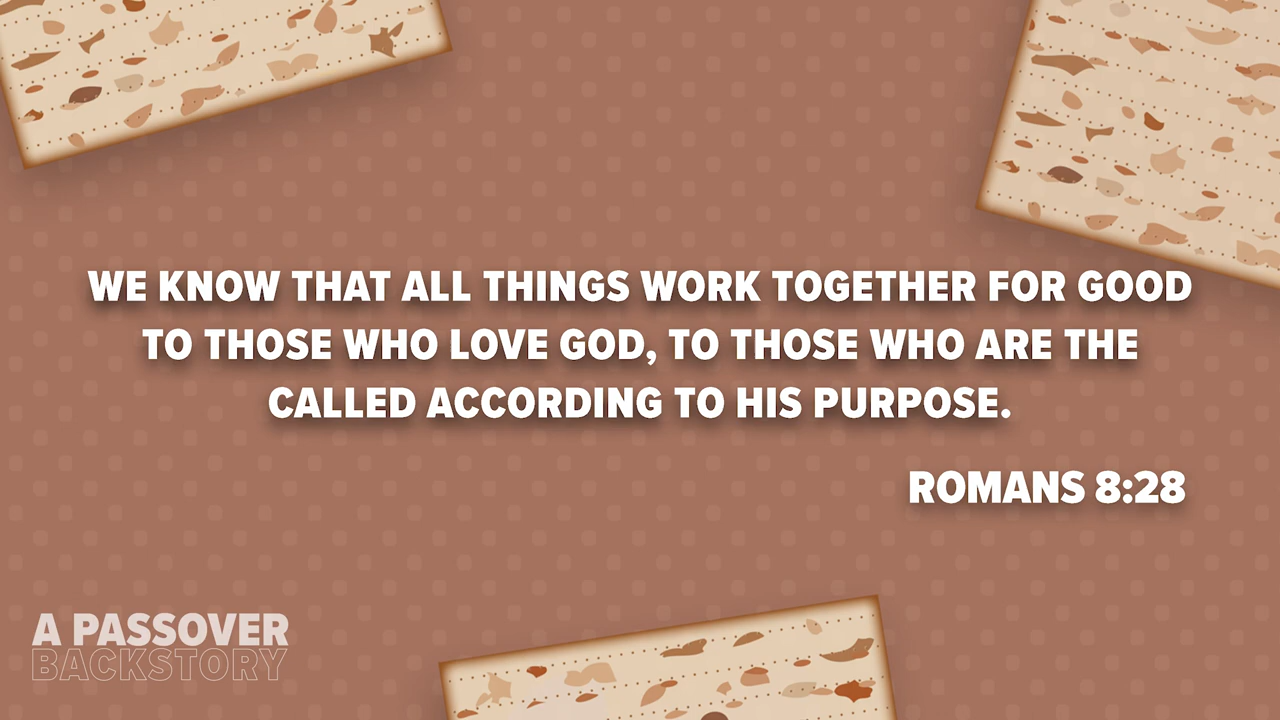 WE KNOW THAT ALL THINGS WORK TOGETHER FOR GOOD
TO THOSE WHO LOVE GOD, TO THOSE WHO ARE THE
CALLED ACCORDING TO HIS PURPOSE.
ROMANS 8:28
A PASSOVER
BACKSTORY